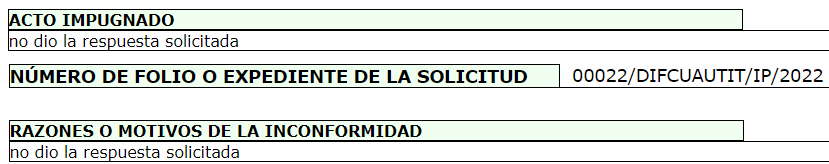 ACTO IMPUGNADO
no dio la respuesta solicitada
NÚMERO DE FOLIO O EXPEDIENTE DE LA SOLICITUD 00022/DIFCUAUTIT/IP/2022
RAZONES O MOTIVOS DE LA INCONFORMIDAD
no dio la respuesta solicitada